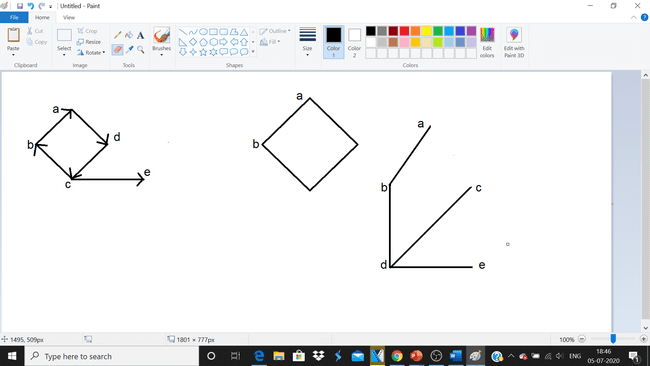 Untitled - Paint
File Home View
Paste
Cut
Copy
Clipboard
Select
Crop
Resize
Rotate
Image
A
Tools
Brushes
Outline
Fill
Shapes
Size
Color 1
Color 2
Edit colors
Edit with Paint 3D
Colors
a
b
d
c
e
a
b
a
b
c
d
e
1495, 509px
1801 × 777px
100%
Type here to search
ENG
18:46
05-07-2020